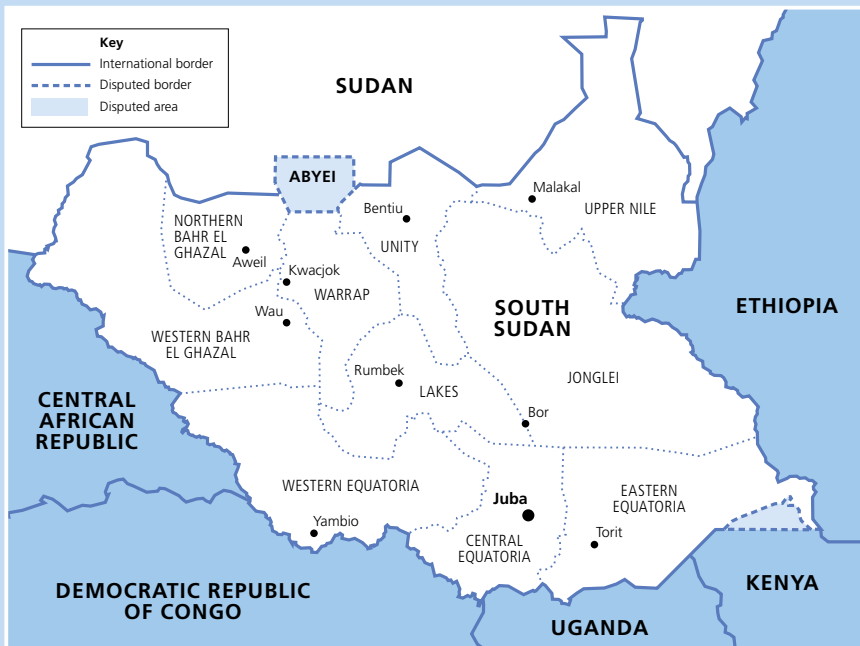 Key
International border
Disputed border
Disputed area
SUDAN
ABYEI
Malakal
UPPER NILE
Bentiu
UNITY
NORTHERN
BAHR EL
GHAZAL
Aweil
Kwacjok
WARRAP
Wau
WESTERN BAHR
EL GHAZAL
SOUTH
SUDAN
ETHIOPIA
Rumbek
LAKES
JONGLEI
Bor
CENTRAL
AFRICAN
REPUBLIC
WESTERN EQUATORIA
Juba
EASTERN
EQUATORIA
Yambio
CENTRAL
EQUATORIA
Torit
DEMOCRATIC REPUBLIC
OF CONGO
KENYA
UGANDA